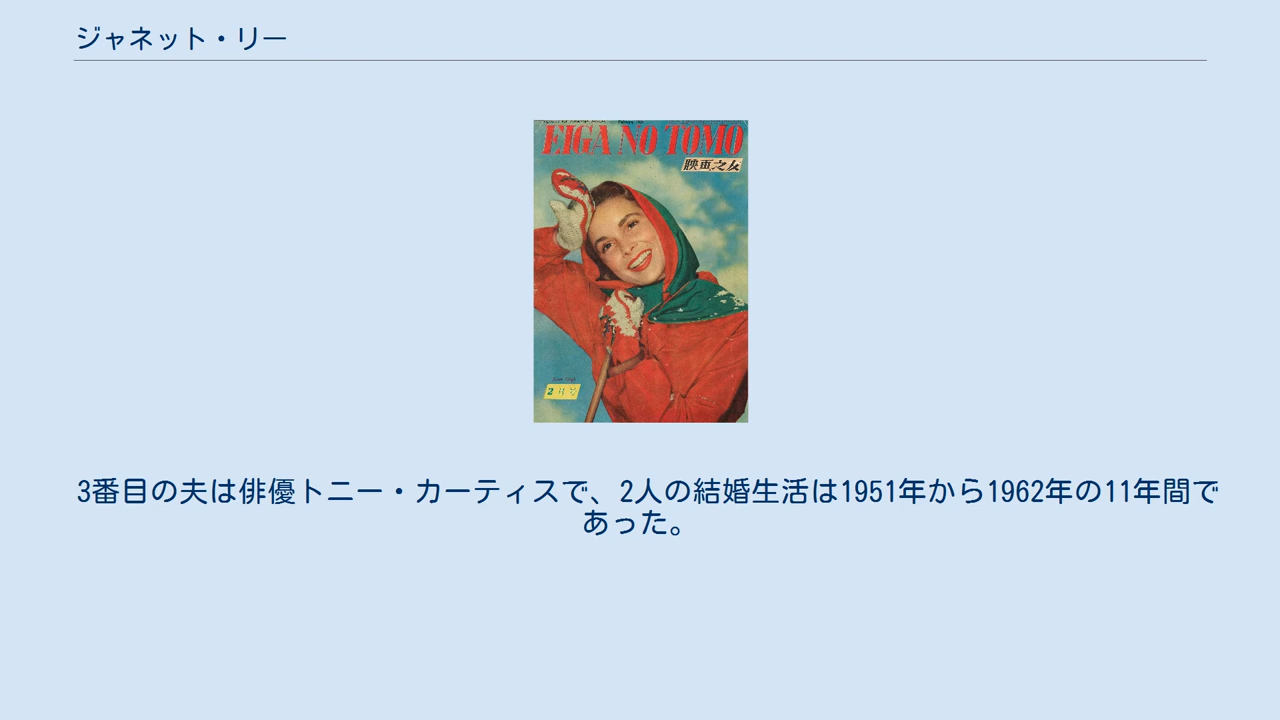 ジャネット・リー
EIGA NO TOMO
映画之友
2月号
3番目の夫は俳優トニー・カーティスで、2人の結婚生活は1951年から1962年の11年間で
あった。